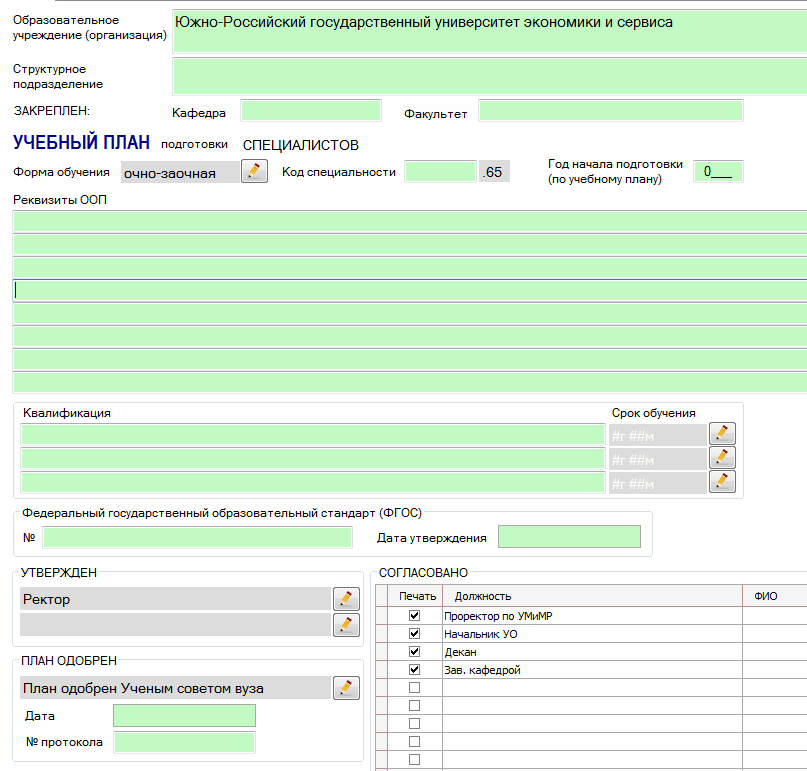 Образовательное
учреждение (организация)
Южно-Российский государственный университет экономики и сервиса
Структурное
подразделение
ЗАКРЕПЛЕН: Кафедра Факультет
УЧЕБНЫЙ ПЛАН подготовки СПЕЦИАЛИСТОВ
Форма обучения очно-заочная Код специальности .65
Год начала подготовки
(по учебному плану) 0___
Реквизиты ООП
Квалификация Срок обучения
#г ##м
#г ##м
#г ##м
Федеральный государственный образовательный стандарт (ФГОС)
№ Дата утверждения
УТВЕРЖДЕН
Ректор
ПЛАН ОДОБРЕН
План одобрен Ученым советом вуза
Дата
№ протокола
СОГЛАСОВАНО
Печать Должность ФИО
Проректор по УМиМР
Начальник УО
Декан
Зав. кафедрой